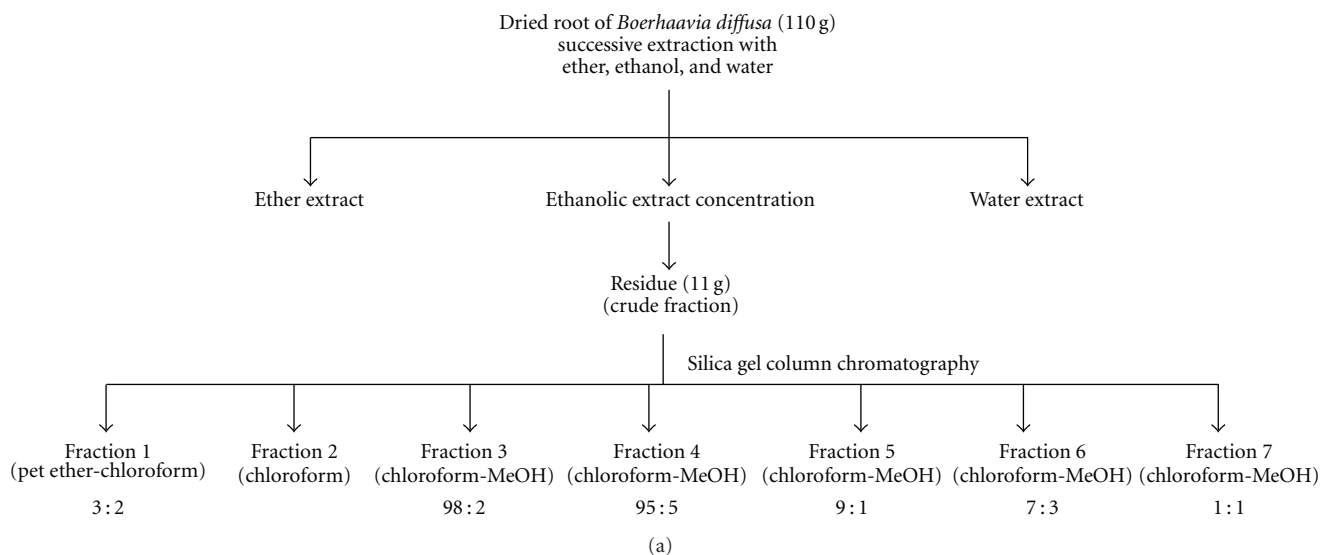 Dried root of Boerhaavia diffusa (110 g)
successive extraction with
ether, ethanol, and water
Ether extract
Ethanolic extract concentration
Water extract
Residue (11 g)
(crude fraction)
Silica gel column chromatography
Fraction 1
(pet ether-chloroform)
3 : 2
Fraction 2
(chloroform)
Fraction 3
(chloroform-MeOH)
98 : 2
Fraction 4
(chloroform-MeOH)
95 : 5
Fraction 5
(chloroform-MeOH)
9 : 1
Fraction 6
(chloroform-MeOH)
7 : 3
Fraction 7
(chloroform-MeOH)
1 : 1
(a)